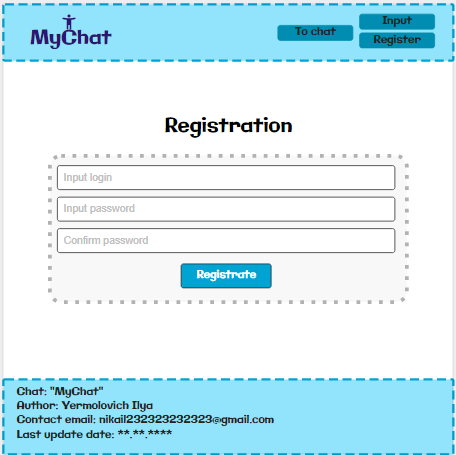 MyChat
To chat
Input
Register
Registration
Input login
Input password
Confirm password
Registrate
Chat: "MyChat"
Author: Yermolovich Ilya
Contact email: nikail232323232323@gmail.com
Last update date: **.**.****